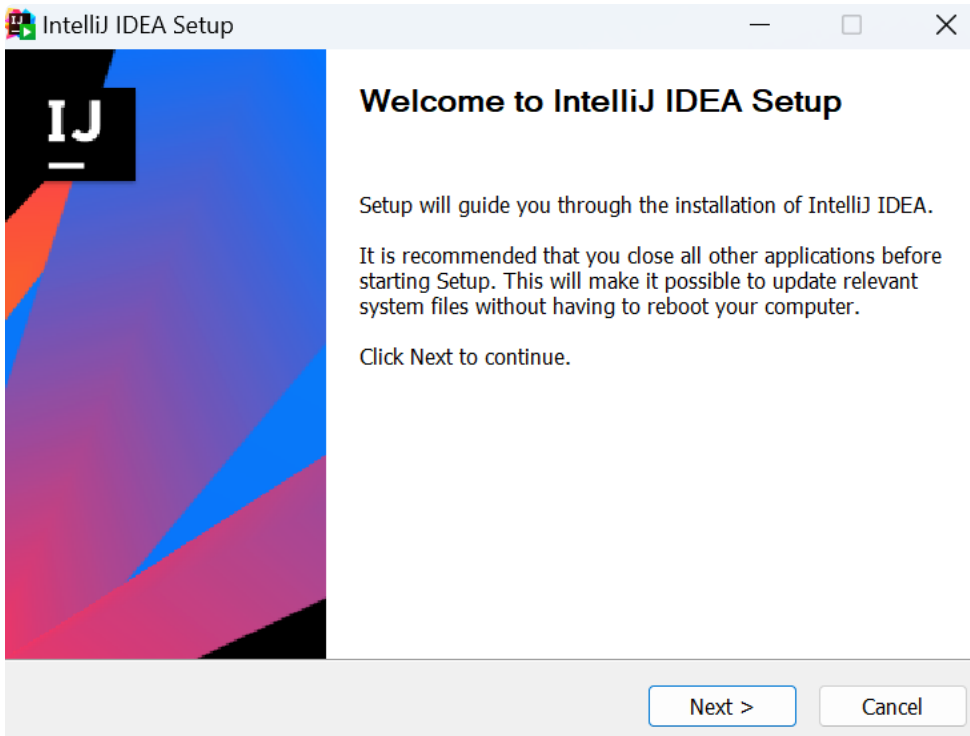 IntelliJ IDEA Setup
IJ
Welcome to IntelliJ IDEA Setup
Setup will guide you through the installation of IntelliJ IDEA.
It is recommended that you close all other applications before
starting Setup. This will make it possible to update relevant
system files without having to reboot your computer.
Click Next to continue.
Next >
Cancel